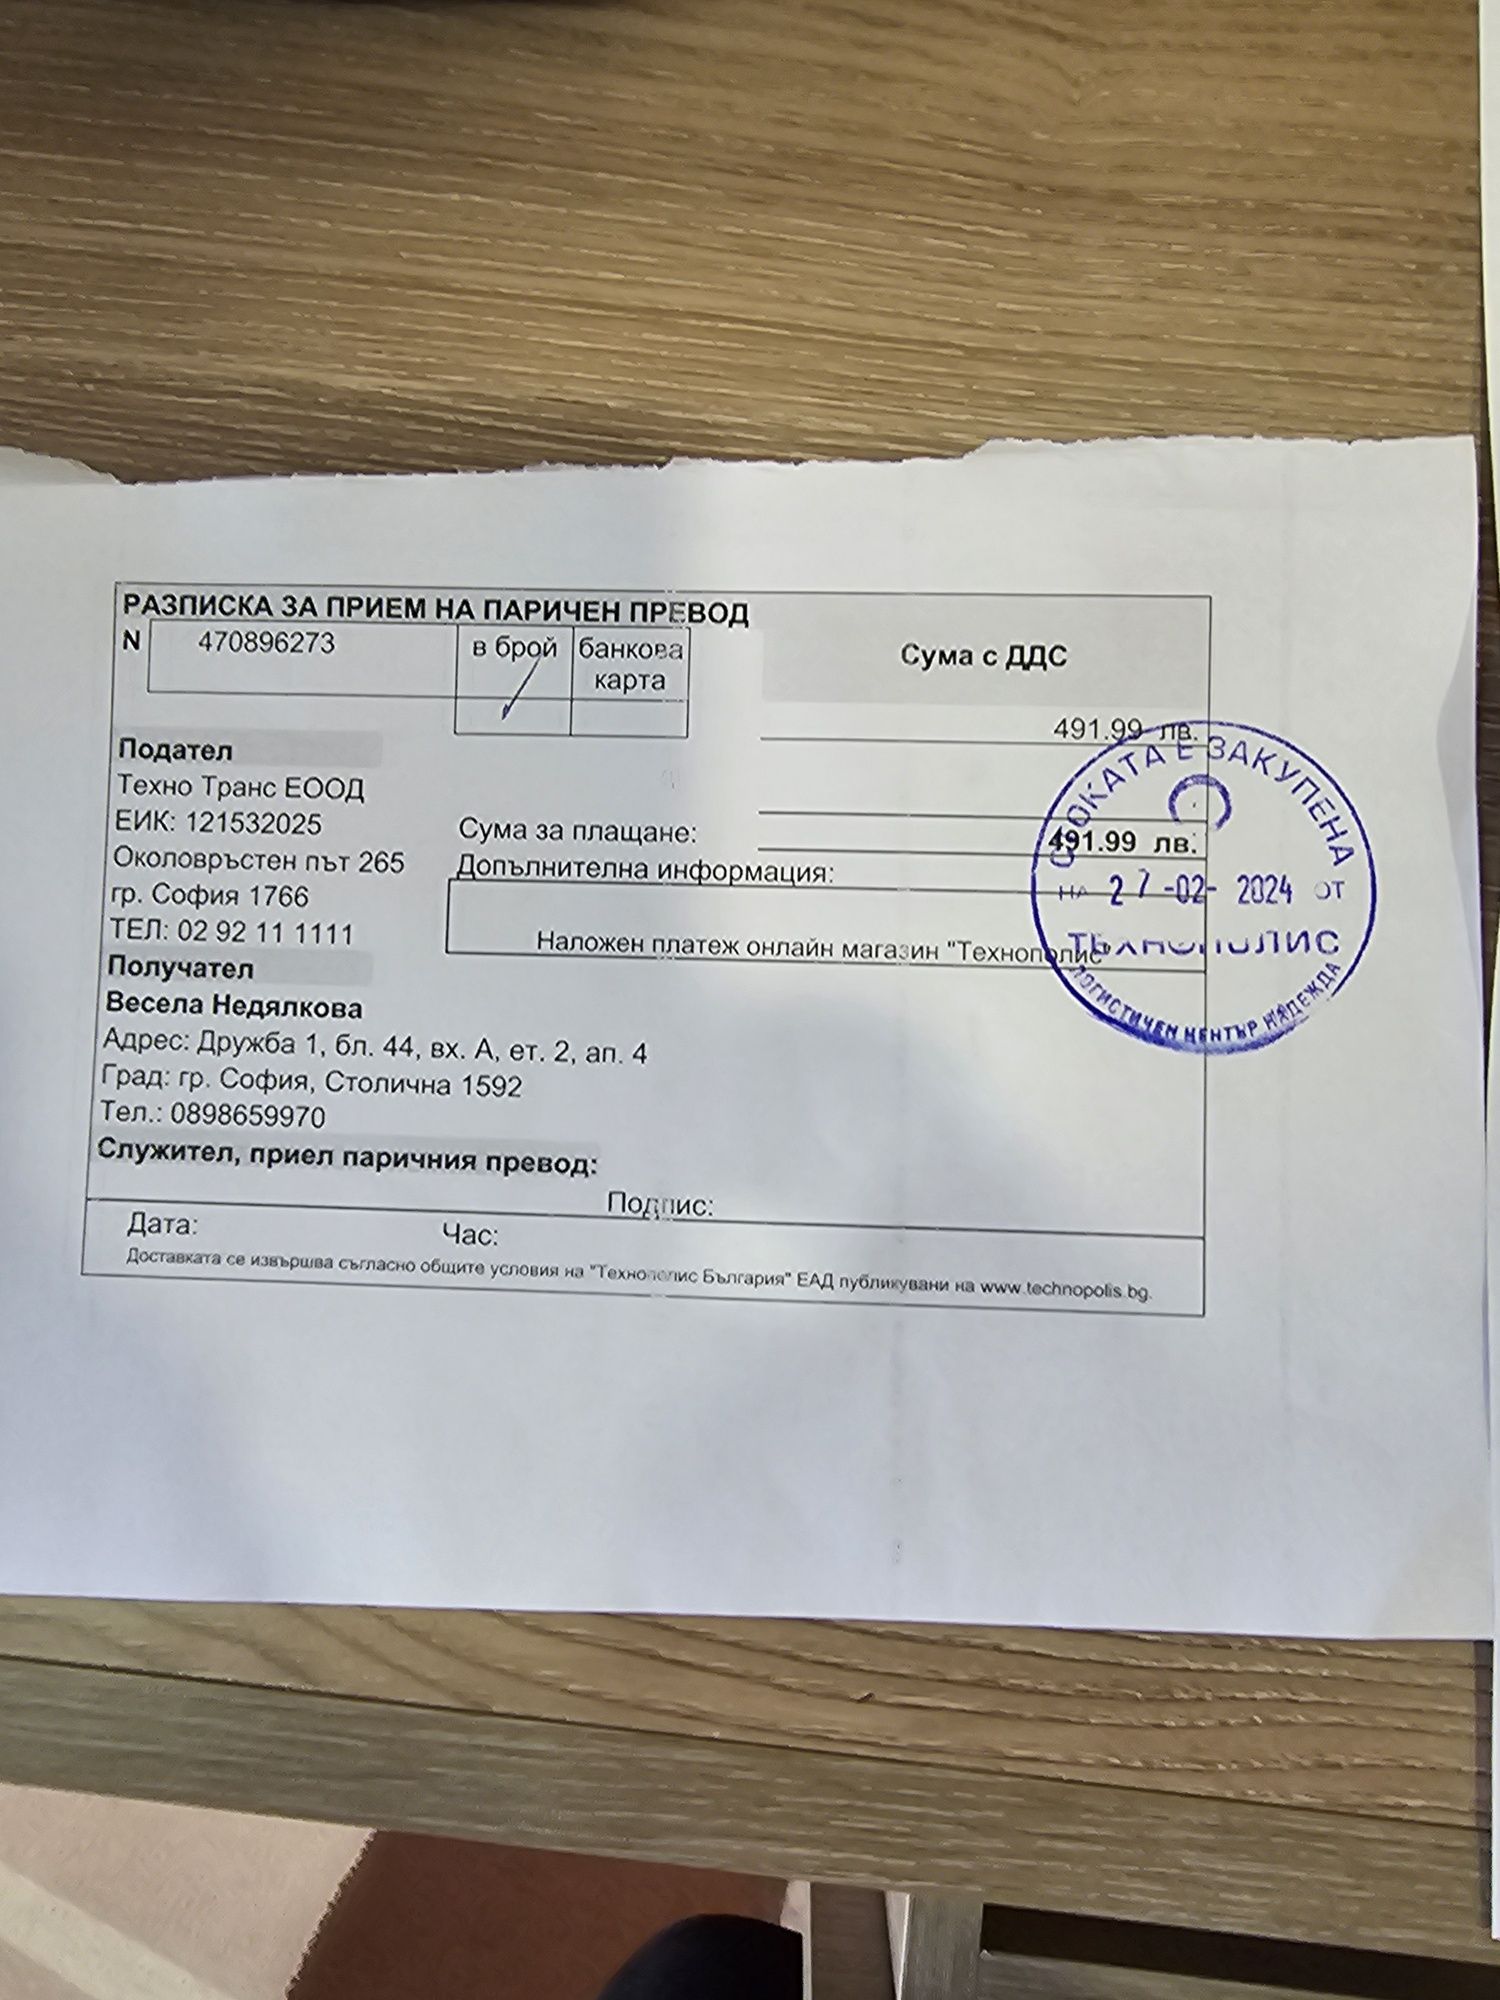 РАЗПИСКА ЗА ПРИЕМ НА ПАРИЧЕН ПРЕВОД
N 470896273
в брой
банкова карта
Сума с ДДС
491.99 лв.
Подател
Техно Транс ЕООД
ЕИК: 121532025
Околовръстен път 265
гр. София 1766
ТЕЛ: 02 92 11 1111
Сума за плащане: 491.99 лв.
Допълнителна информация:
Наложен платеж онлайн магазин "Технополис"
Получател
Весела Недялкова
Адрес: Дружба 1, бл. 44, вх. А, ет. 2, ап. 4
Град: гр. София, Столична 1592
Тел.: 0898659970
Служител, приел паричния превод:
Подпис:
Дата: Час:
Доставката се извършва съгласно общите условия на "Технополис България" ЕАД публикувани на www.technopolis.bg.
СТОКАТА Е ЗАКУПЕНА
НА 27-02-2024 ОТ
ТЕХНОПОЛИС
ЛОГИСТИЧЕН ЦЕНТЪР НАДЕЖДА